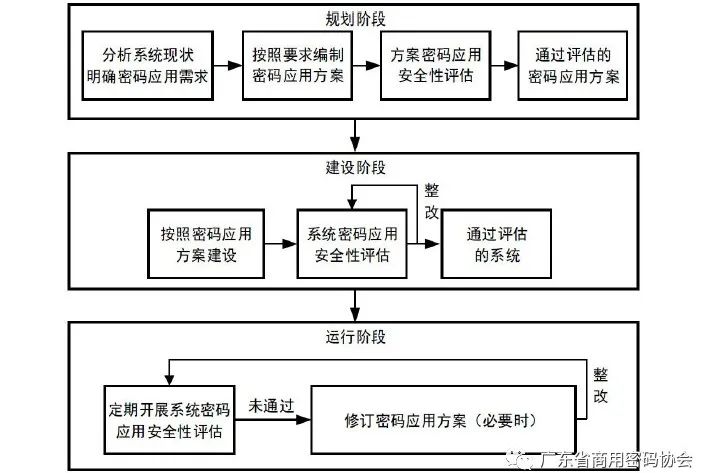 规划阶段
分析系统现状
明确密码应用需求
按照要求编制
密码应用方案
方案密码应用
安全性评估
通过评估的
密码应用方案
建设阶段
按照密码应用
方案建设
系统密码应用
安全性评估
整
改
通过评估
的系统
运行阶段
定期开展系统密码
应用安全性评估
未通过
修订密码应用方案（必要时）
整
改
广东省商用密码协会